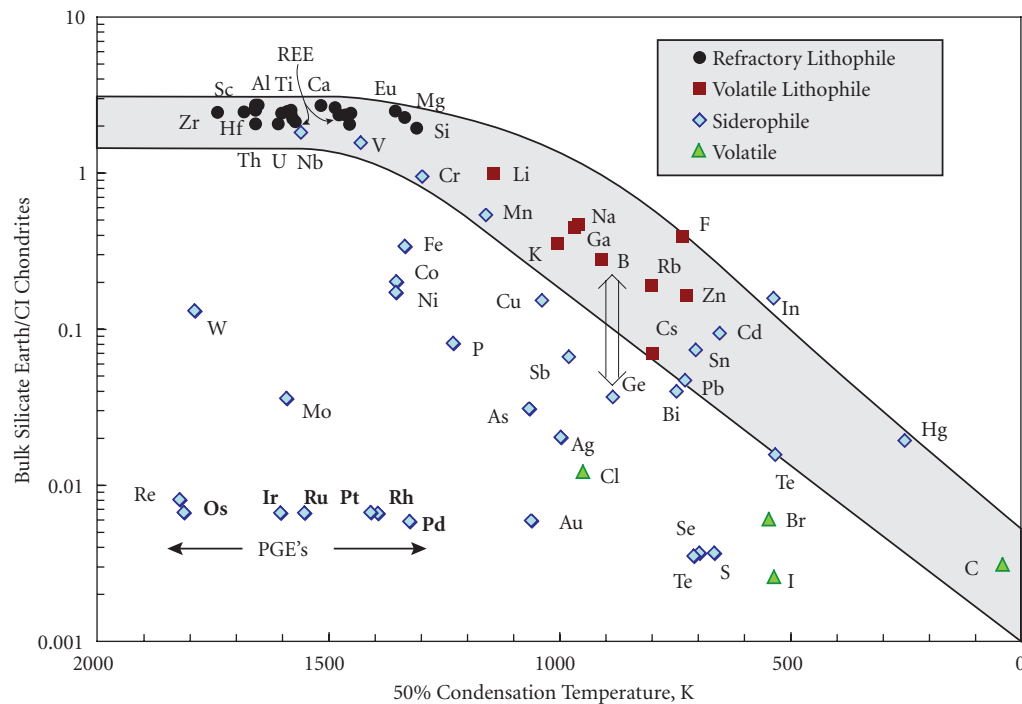 10
1
0.1
0.01
0.001
Bulk Silicate Earth/CI Chondrites
2000
1500
1000
500
0
50% Condensation Temperature, K
Refractory Lithophile
Volatile Lithophile
Siderophile
Volatile
REE
Sc
Al
Ti
Ca
Eu
Mg
Zr
Hf
Si
Th
U
Nb
V
Cr
Li
Mn
Na
F
K
Ga
B
Rb
Zn
Fe
Co
Ni
Cu
Cs
In
Cd
W
P
Sb
Sn
Ge
Pb
Bi
Mo
As
Ag
Hg
Cl
Te
Re
Os
Ir
Ru
Pt
Rh
Pd
Au
Br
Se
PGE's
Te
S
I
C